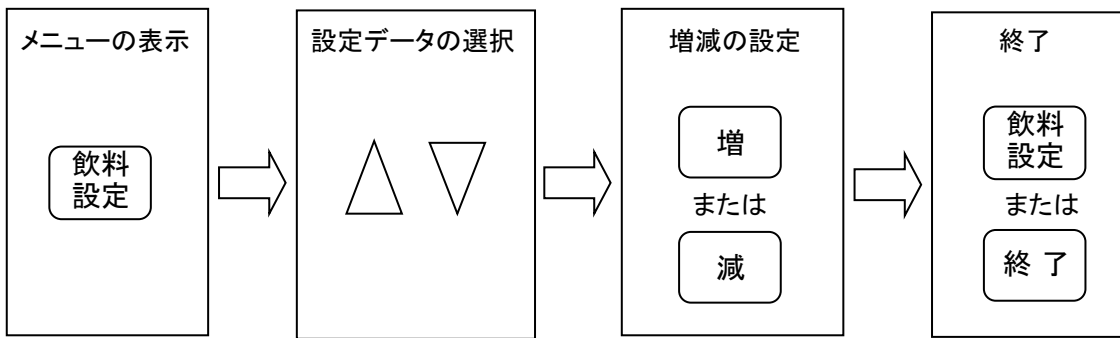 メニューの表示
飲料
設定
設定データの選択
増減の設定
増
または
減
終了
飲料
設定
または
終 了